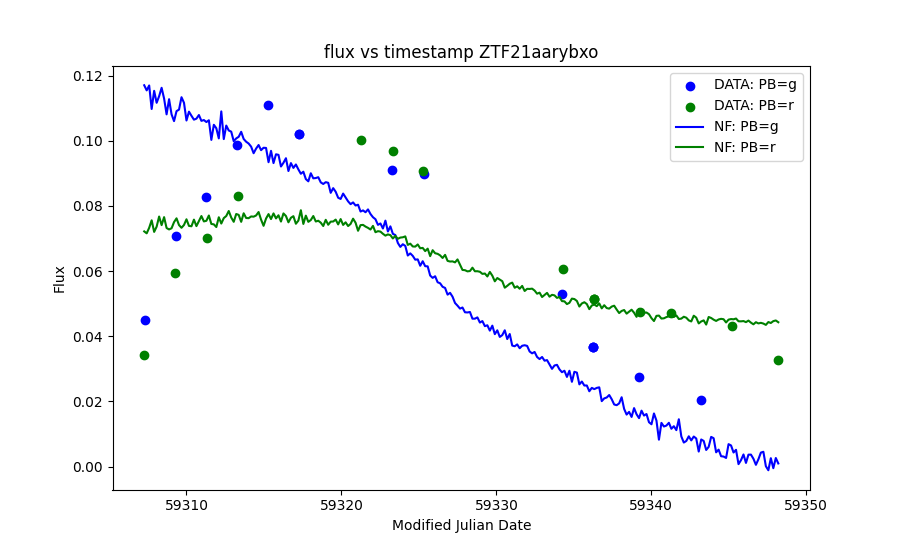 flux vs timestamp ZTF21aarybxo
DATA: PB=g
DATA: PB=r
NF: PB=g
NF: PB=r
0.12
0.10
0.08
0.06
0.04
0.02
0.00
Flux
59310 59320 59330 59340 59350
Modified Julian Date